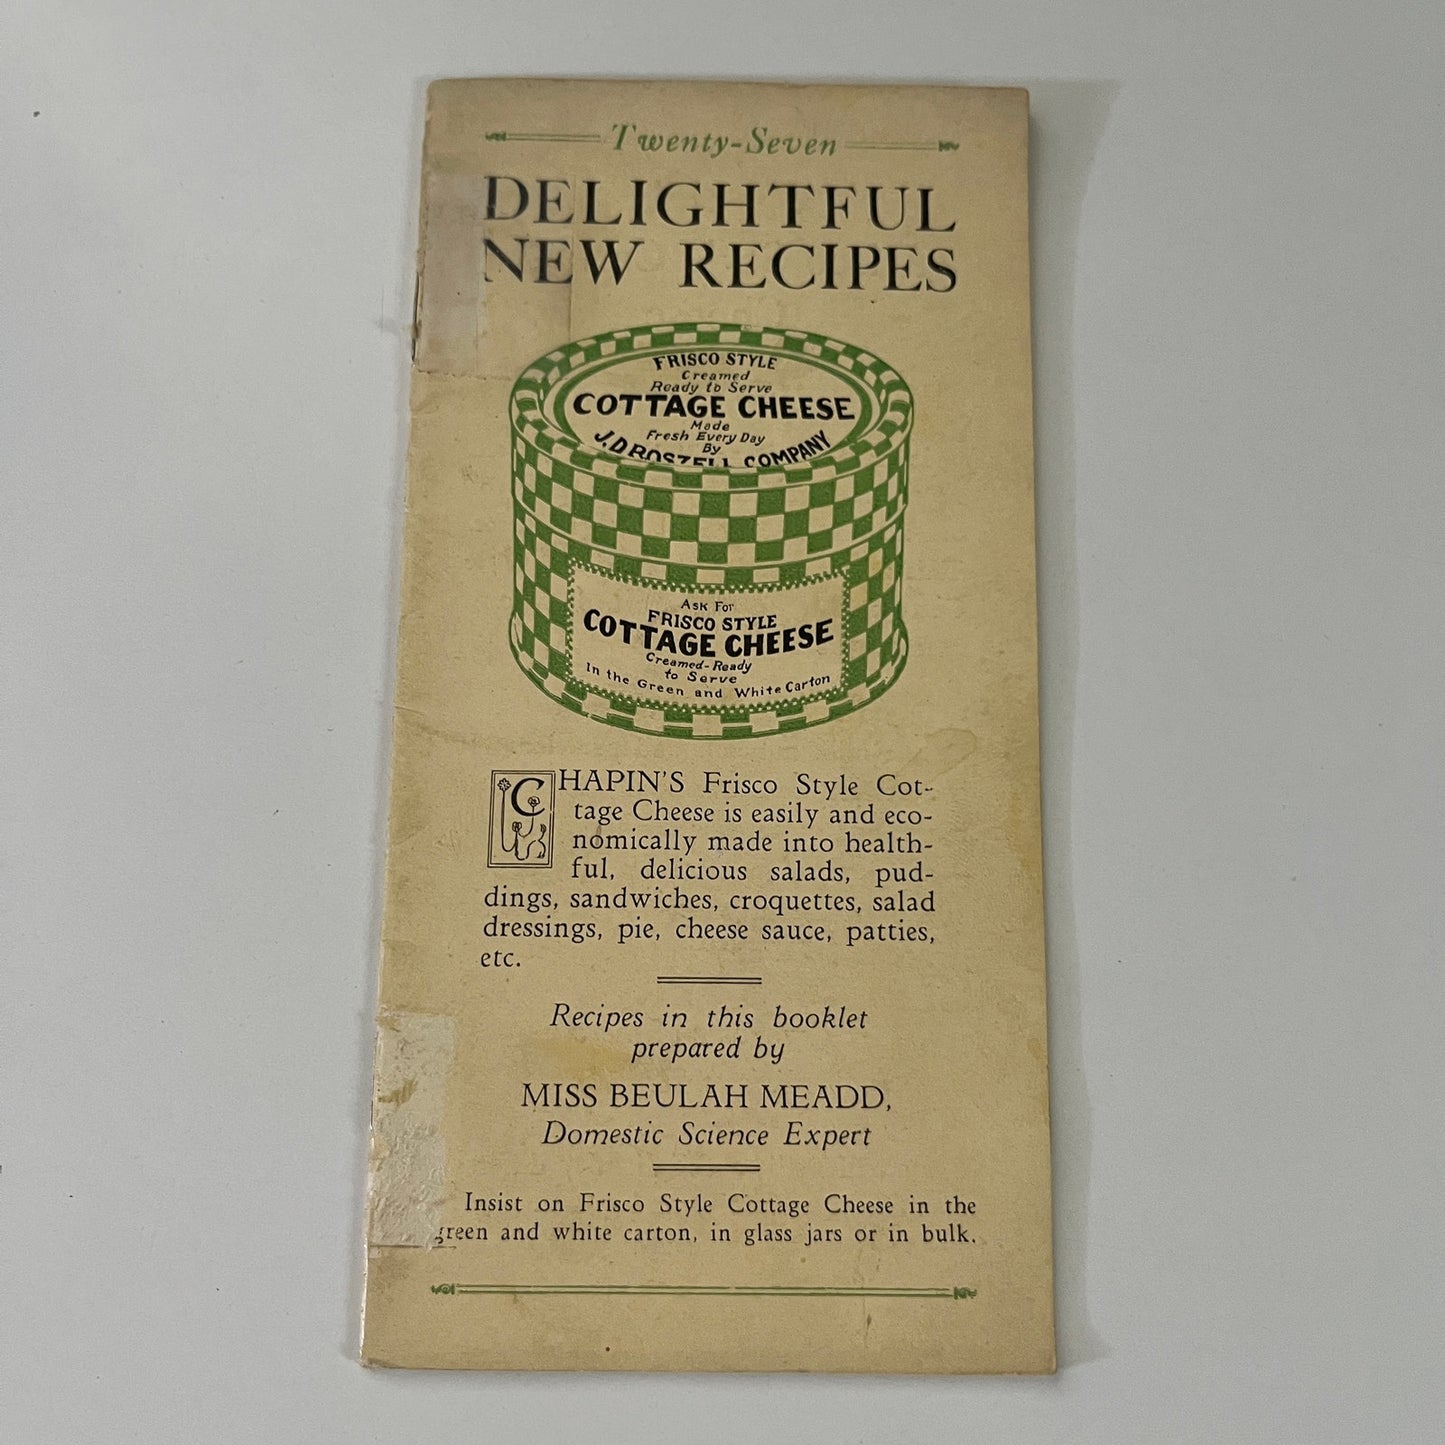 Twenty-Seven
DELIGHTFUL
NEW RECIPES
FRISCO STYLE
Creamed
Ready to Serve
COTTAGE CHEESE
Made
Fresh Every Day
By
J.D. BOSZELL COMPANY
Ask For
FRISCO STYLE
COTTAGE CHEESE
Creamed-Ready
to Serve
In the Green and White Carton
CHAPIN'S Frisco Style Cot-
tage Cheese is easily and eco-
nomically made into health-
ful, delicious salads, pud-
dings, sandwiches, croquettes, salad
dressings, pie, cheese sauce, patties,
etc.
Recipes in this booklet
prepared by
MISS BEULAH MEADD,
Domestic Science Expert
Insist on Frisco Style Cottage Cheese in the
green and white carton, in glass jars or in bulk.